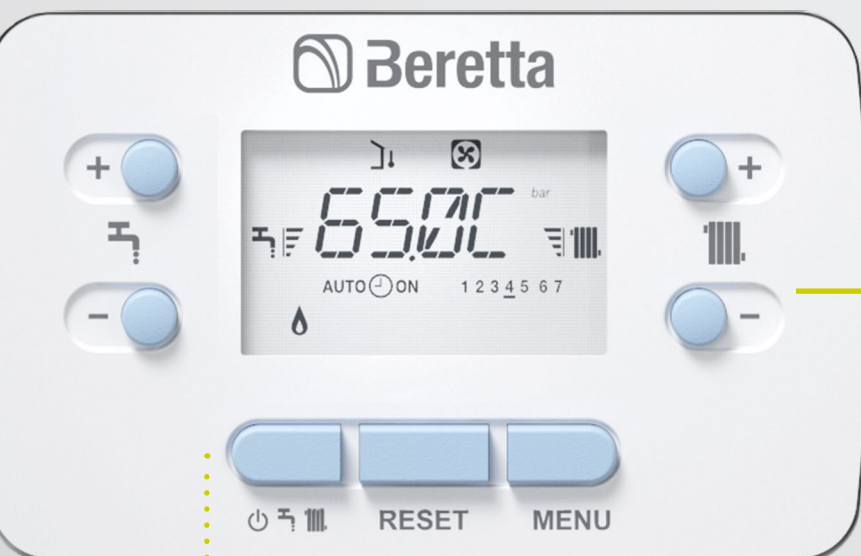 Beretta
+
+
65.0C
bar
AUTO ON 1 2 3 4 5 6 7
-
-
RESET MENU